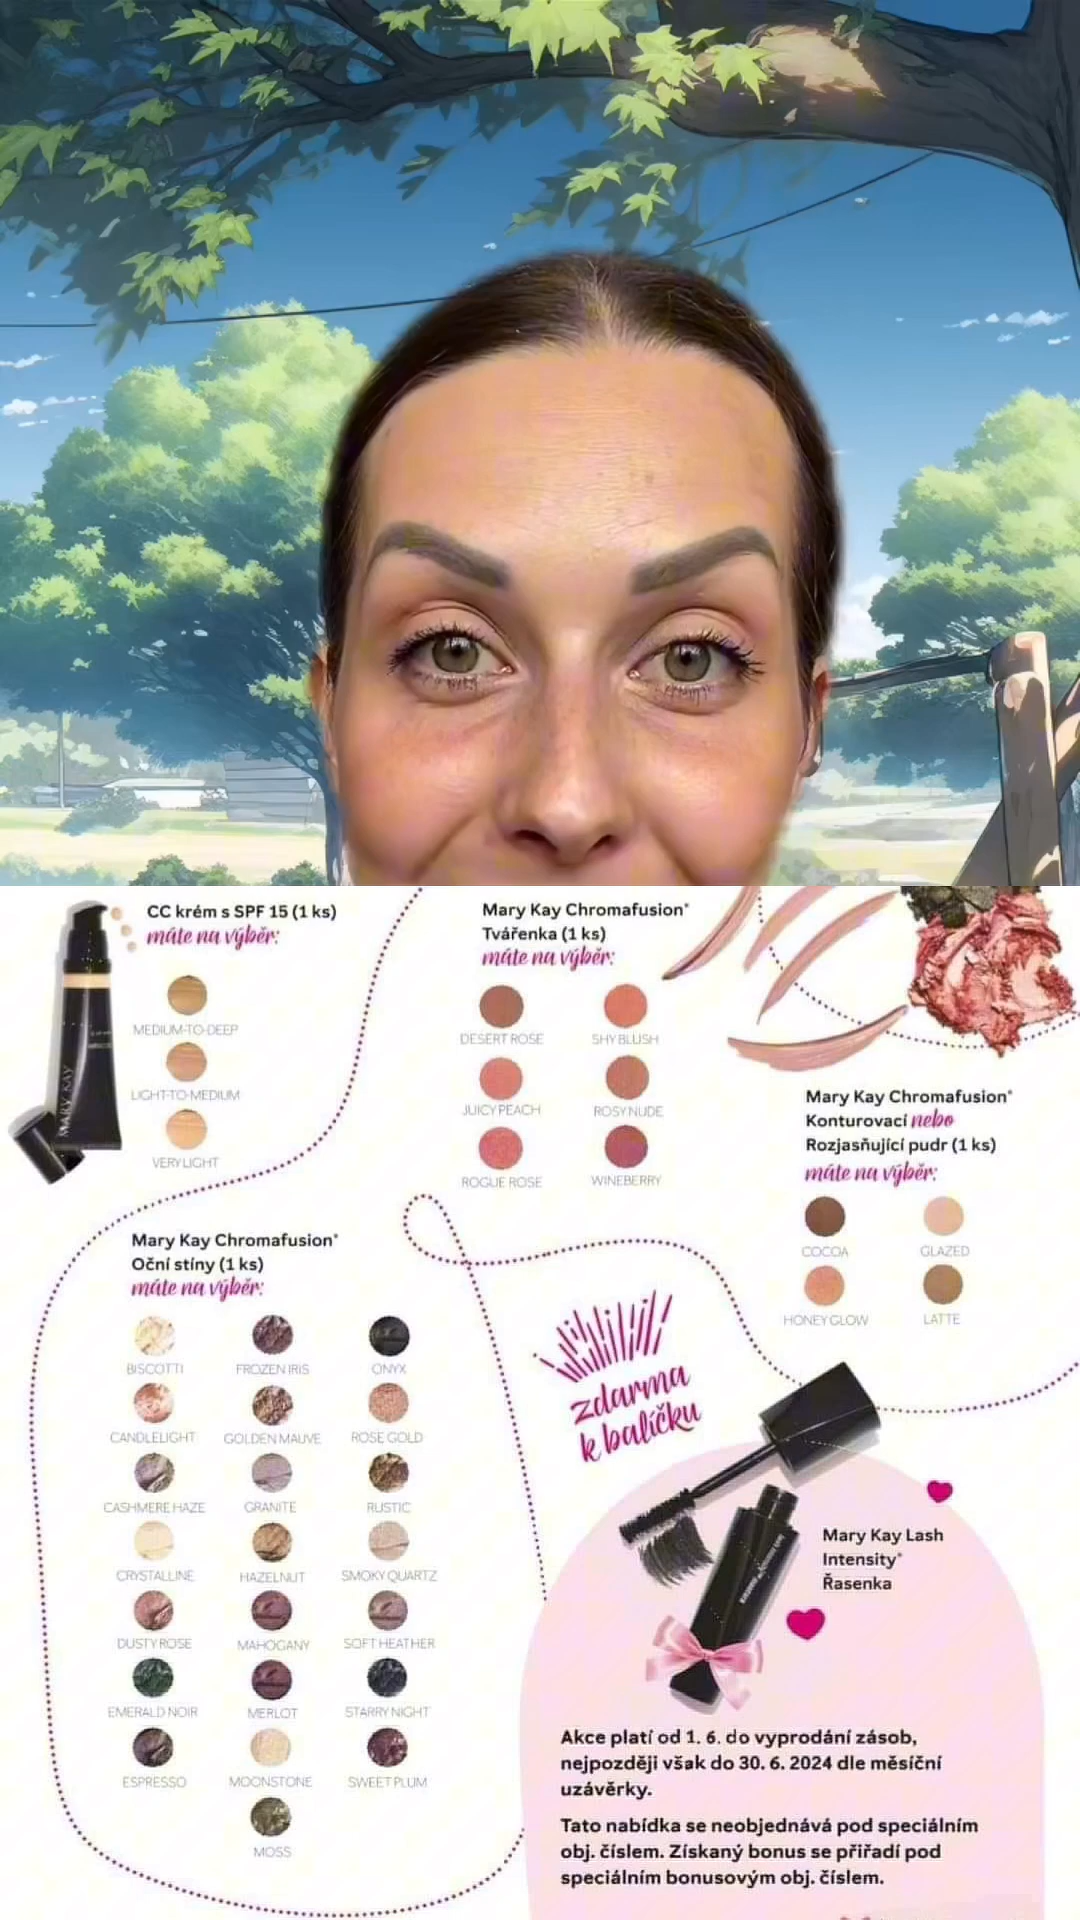 CC krém s SPF 15 (1 ks)
máte na výběr:
MEDIUM-TO-DEEP
LIGHT-TO-MEDIUM
VERY LIGHT
MARY KAY
Mary Kay Chromafusion®
Tvářenka (1 ks)
máte na výběr:
DESERT ROSE
SHY BLUSH
JUICY PEACH
ROSY NUDE
ROGUE ROSE
WINEBERRY
Mary Kay Chromafusion®
Konturovací nebo
Rozjasňující pudr (1 ks)
máte na výběr:
COCOA
GLAZED
HONEY GLOW
LATTE
Mary Kay Chromafusion®
Oční stíny (1 ks)
máte na výběr:
BISCOTTI
FROZEN IRIS
ONYX
CANDLELIGHT
GOLDEN MAUVE
ROSE GOLD
CASHMERE HAZE
GRANITE
RUSTIC
CRYSTALLINE
HAZELNUT
SMOKY QUARTZ
DUSTY ROSE
MAHOGANY
SOFT HEATHER
EMERALD NOIR
MERLOT
STARRY NIGHT
ESPRESSO
MOONSTONE
SWEET PLUM
MOSS
zdarma
k balíčku
Mary Kay Lash
Intensity®
Řasenka
Akce platí od 1. 6. do vyprodání zásob,
nejpozději však do 30. 6. 2024 dle měsíční
uzávěrky.
Tato nabídka se neobjednává pod speciálním
obj. číslem. Získaný bonus se přiřadí pod
speciálním bonusovým obj. číslem.